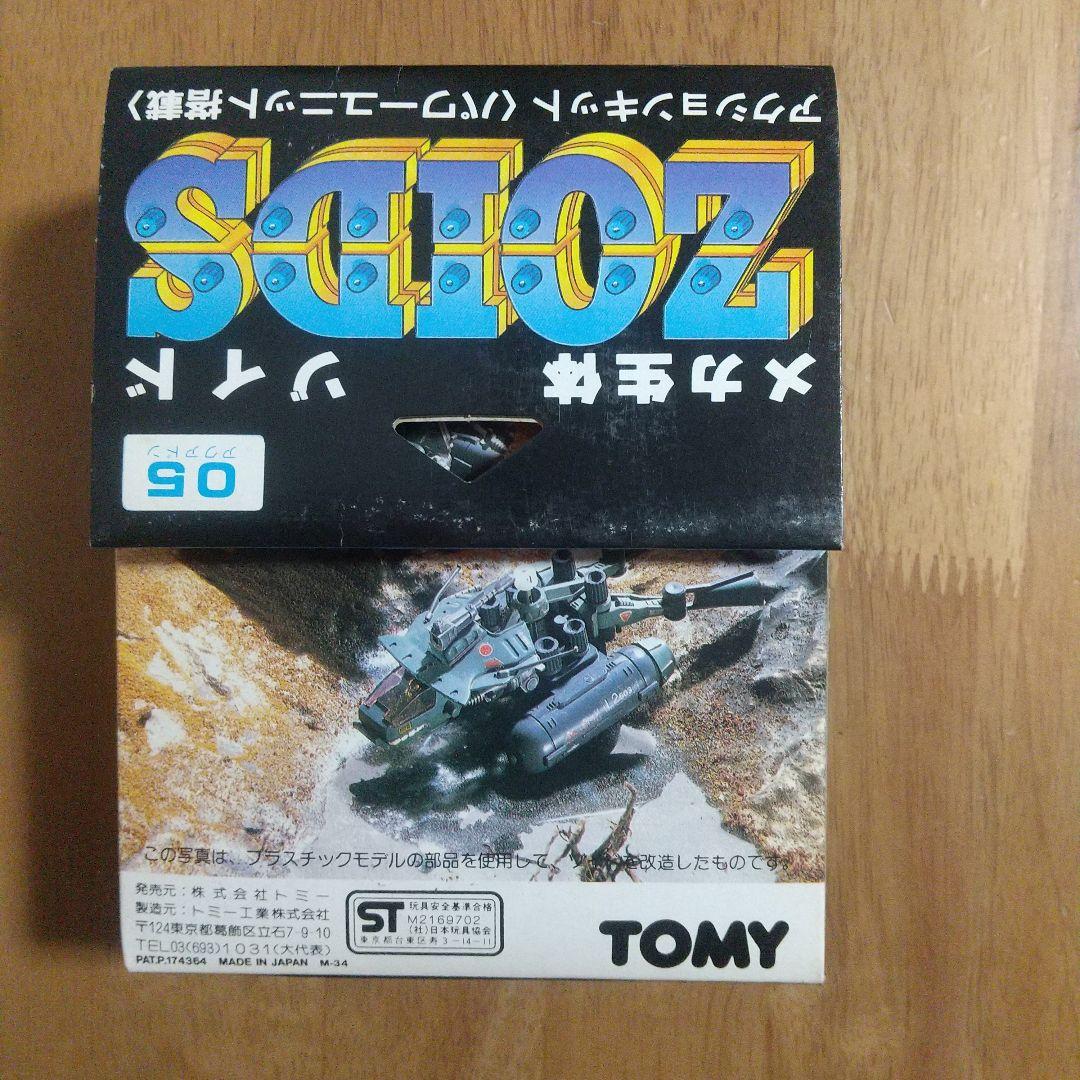 アクションキット〈パワーユニット搭載〉
ZOIDS
メカ生体 ゾイド
05
アクアドン
この写真は、プラスチックモデルの部品を使用して、ゾイドを改造したものです。
発売元：株式会社トミー
製造元：トミー工業株式会社
〒124東京都葛飾区立石7-9-10
TEL03(693)1031(大代表)
PAT.P.174364 MADE IN JAPAN M-34
ST 玩具安全基準合格
M2169702
(社)日本玩具協会
東京都台東区寿3-14-11
TOMY